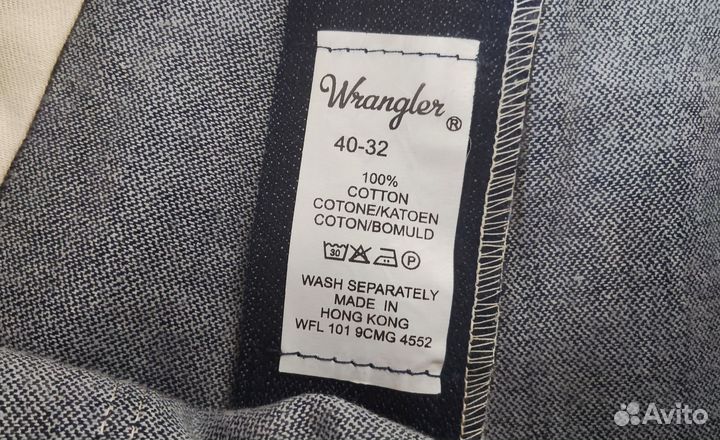 Wrangler ®
40-32
100%
COTTON
COTONE/KATOEN
COTON/BOMULD
30 P
WASH SEPARATELY
MADE IN
HONG KONG
WFL 101 9CMG 4552
Avito